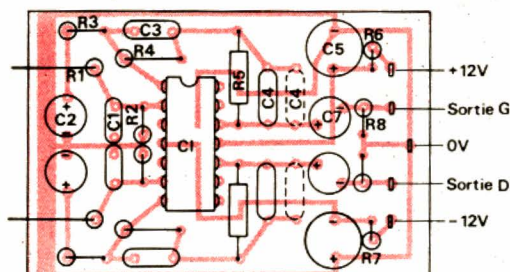 R3
C3
R4
R1
C2
C1
R2
CI
R5
C4
C4
C5
R6
C7
R8
R7
+12V
Sortie G
0V
Sortie D
-12V